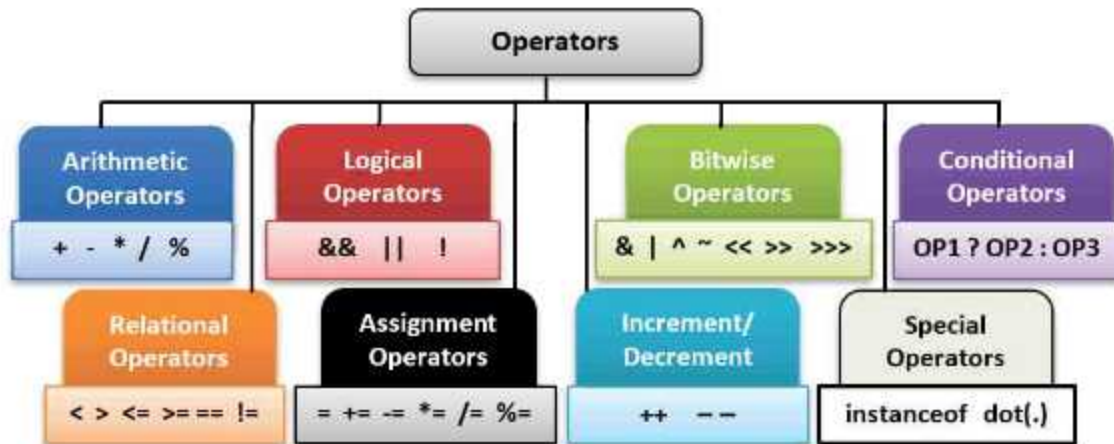 Operators
Arithmetic
Operators
+ - * / %
Logical
Operators
&& || !
Bitwise
Operators
& | ^ ~ << >> >>>
Conditional
Operators
OP1 ? OP2 : OP3
Relational
Operators
< > <= >= == !=
Assignment
Operators
= += -= *= /= %=
Increment/
Decrement
++ --
Special
Operators
instanceof dot(.)